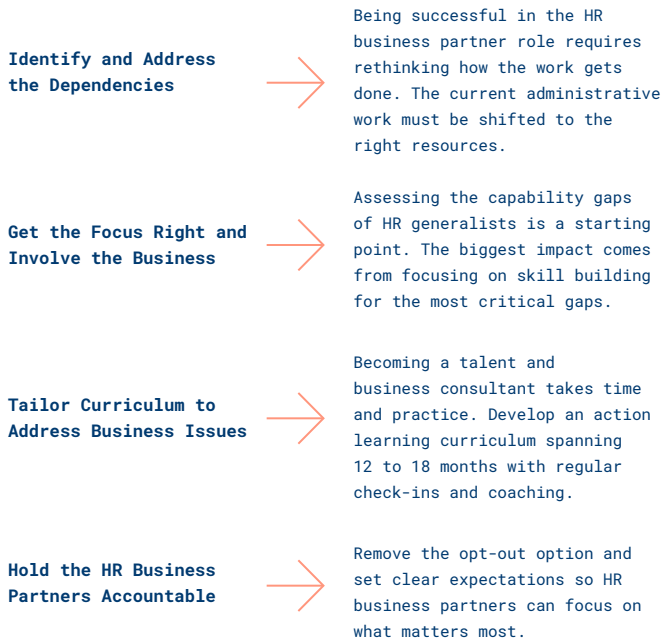 Identify and Address
the Dependencies
Being successful in the HR
business partner role requires
rethinking how the work gets
done. The current administrative
work must be shifted to the
right resources.
Get the Focus Right and
Involve the Business
Assessing the capability gaps
of HR generalists is a starting
point. The biggest impact comes
from focusing on skill building
for the most critical gaps.
Tailor Curriculum to
Address Business Issues
Becoming a talent and
business consultant takes time
and practice. Develop an action
learning curriculum spanning
12 to 18 months with regular
check-ins and coaching.
Hold the HR Business
Partners Accountable
Remove the opt-out option and
set clear expectations so HR
business partners can focus on
what matters most.